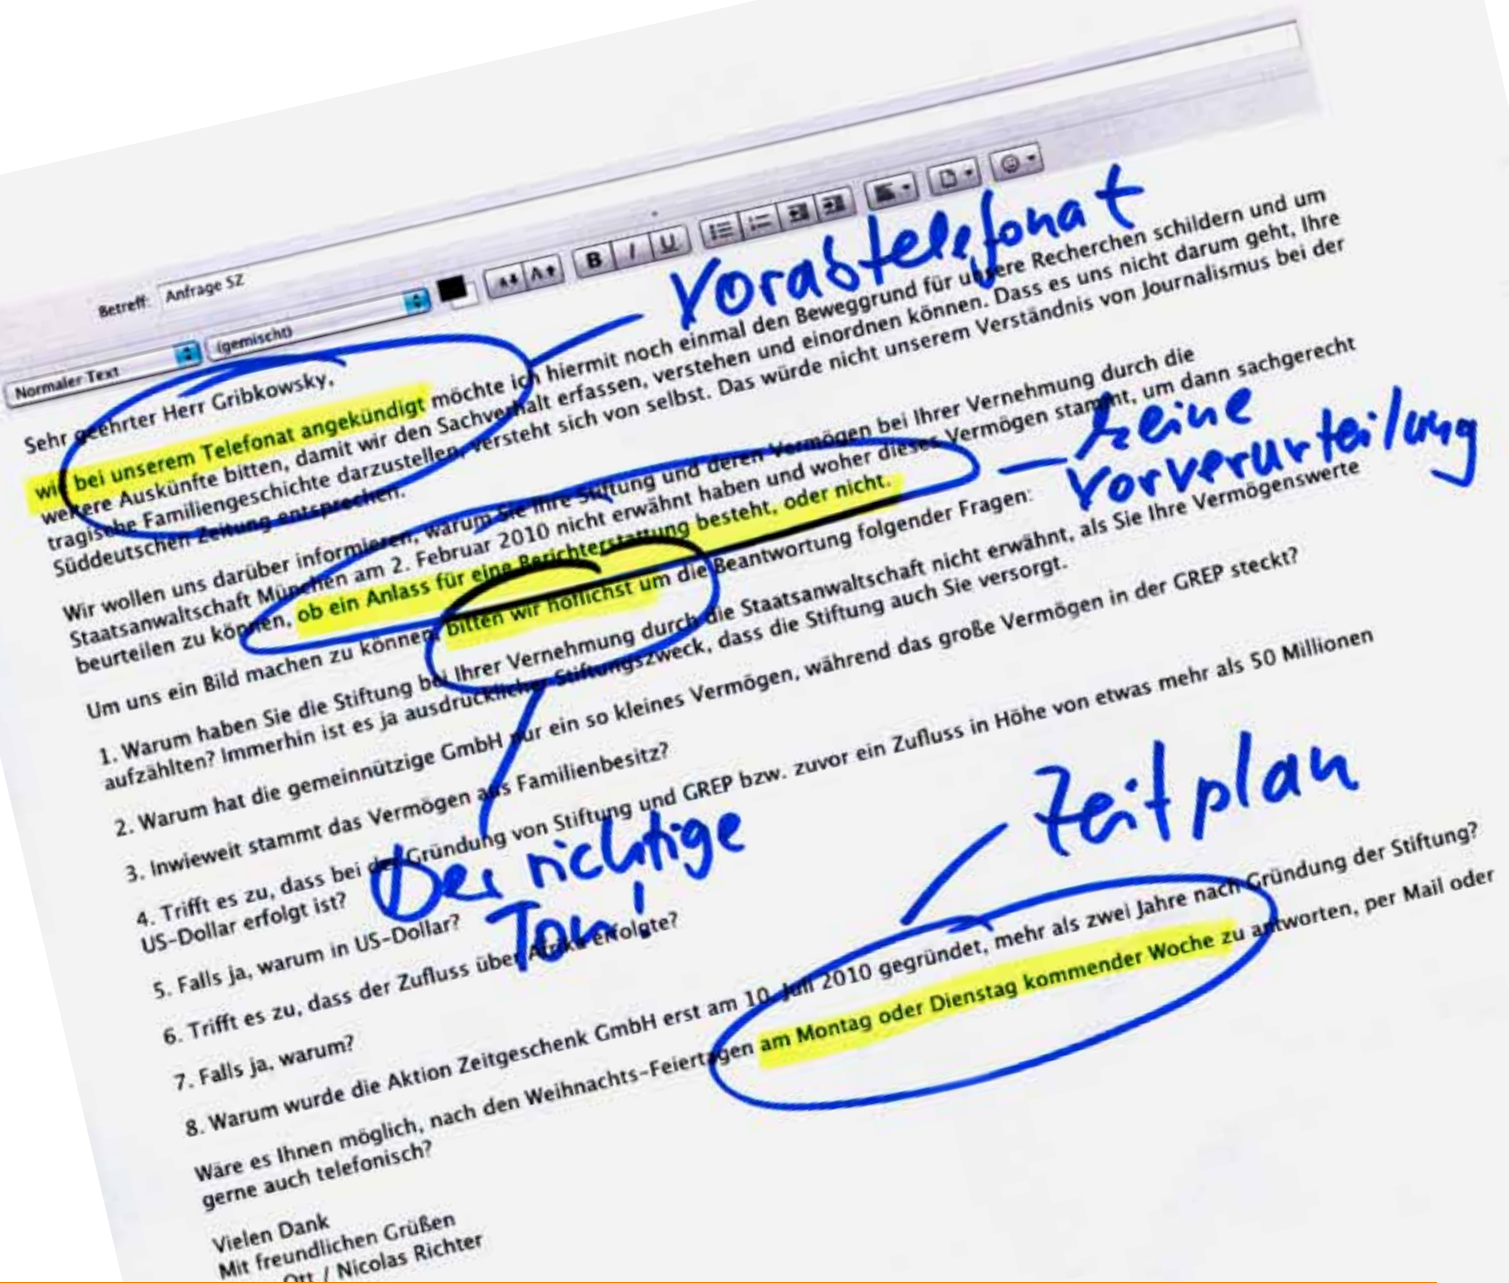 Betreff: Anfrage SZ
Normaler Text
(gemischt)
B I U
Vorabtelefonat
Sehr geehrter Herr Gribkowsky,
wie bei unserem Telefonat angekündigt möchte ich hiermit noch einmal den Beweggrund für unsere Recherchen schildern und um
weitere Auskünfte bitten, damit wir den Sachverhalt erfassen, verstehen und einordnen können. Dass es uns nicht darum geht, Ihre
tragische Familiengeschichte darzustellen, versteht sich von selbst. Das würde nicht unserem Verständnis von Journalismus bei der
Süddeutschen Zeitung entsprechen.
keine
Vorverurteilung
Wir wollen uns darüber informieren, warum Sie Ihre Stiftung und deren Vermögen bei Ihrer Vernehmung durch die
Staatsanwaltschaft München am 2. Februar 2010 nicht erwähnt haben und woher dieses Vermögen stammt, um dann sachgerecht
beurteilen zu können, ob ein Anlass für eine Berichterstattung besteht, oder nicht.
Um uns ein Bild machen zu können, bitten wir höflichst um die Beantwortung folgender Fragen:
1. Warum haben Sie die Stiftung bei Ihrer Vernehmung durch die Staatsanwaltschaft nicht erwähnt, als Sie Ihre Vermögenswerte
aufzählten? Immerhin ist es ja ausdrücklicher Stiftungszweck, dass die Stiftung auch Sie versorgt.
2. Warum hat die gemeinnützige GmbH nur ein so kleines Vermögen, während das große Vermögen in der GREP steckt?
3. Inwieweit stammt das Vermögen aus Familienbesitz?
4. Trifft es zu, dass bei der Gründung von Stiftung und GREP bzw. zuvor ein Zufluss in Höhe von etwas mehr als 50 Millionen
US-Dollar erfolgt ist?
Der richtige
Ton!
Zeitplan
5. Falls ja, warum in US-Dollar?
6. Trifft es zu, dass der Zufluss über Afrika erfolgte?
7. Falls ja, warum?
8. Warum wurde die Aktion Zeitgeschenk GmbH erst am 10. Juli 2010 gegründet, mehr als zwei Jahre nach Gründung der Stiftung?
Wäre es Ihnen möglich, nach den Weihnachts-Feiertagen am Montag oder Dienstag kommender Woche zu antworten, per Mail oder
gerne auch telefonisch?
Vielen Dank
Mit freundlichen Grüßen
Ott / Nicolas Richter